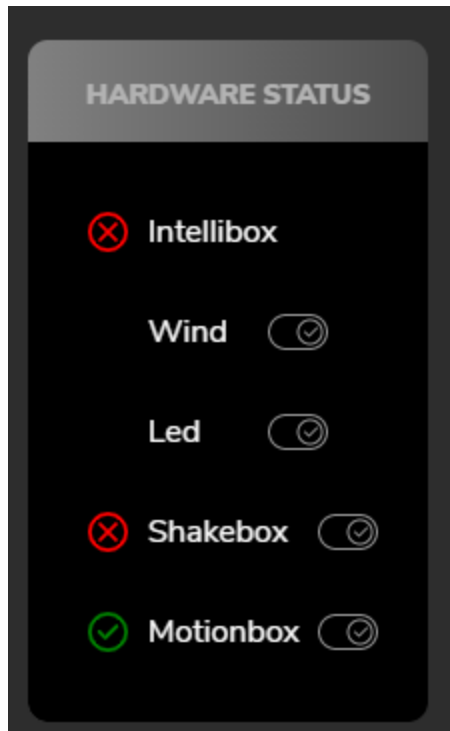 HARDWARE STATUS
Intellibox
Wind
Led
Shakebox
Motionbox